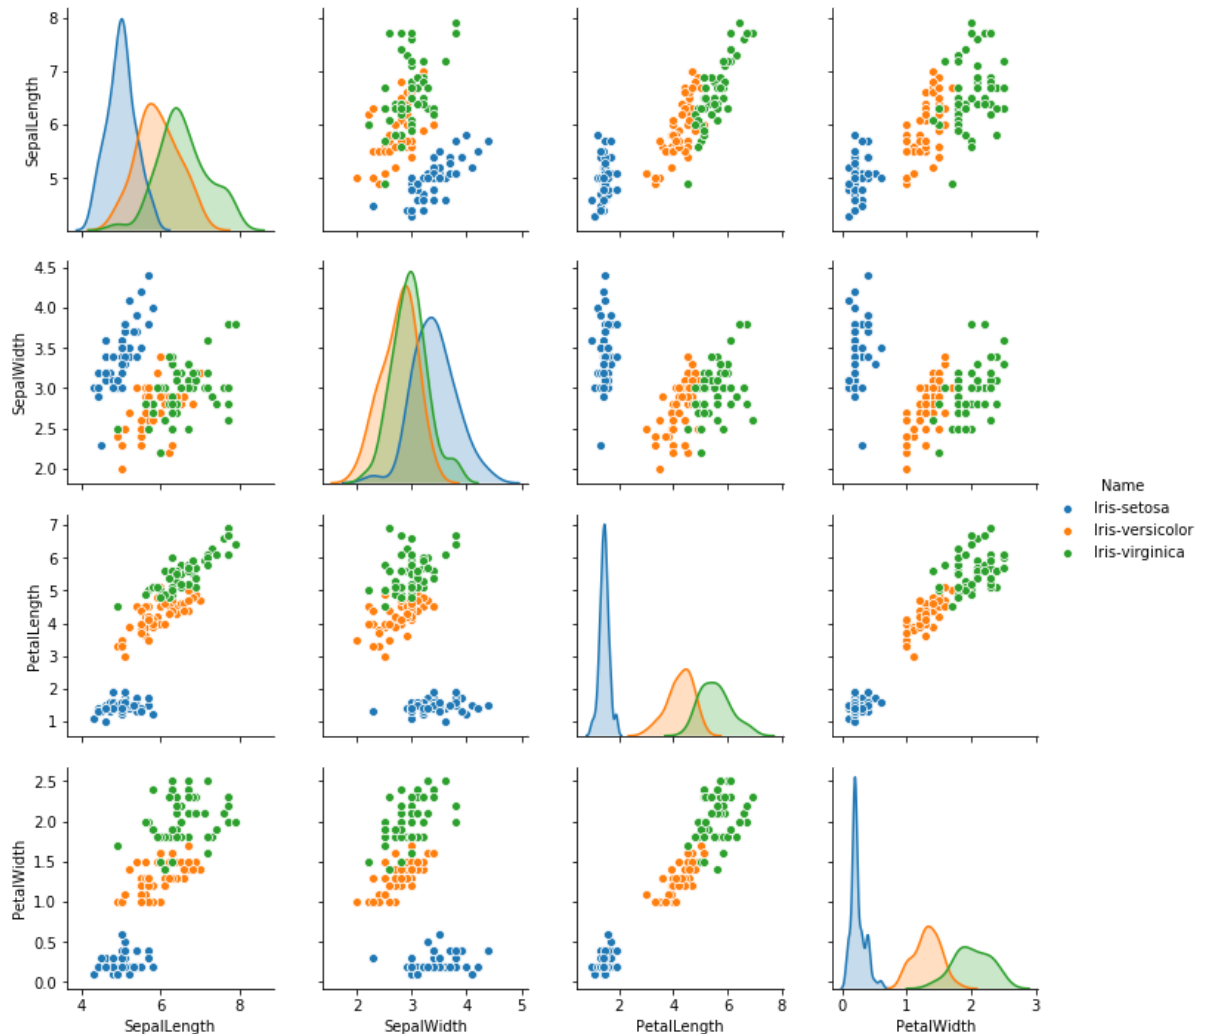 SepalLength
8
7
6
5
SepalWidth
4.5
4.0
3.5
3.0
2.5
2.0
Name
Iris-setosa
Iris-versicolor
Iris-virginica
PetalLength
7
6
5
4
3
2
1
PetalWidth
2.5
2.0
1.5
1.0
0.5
0.0
4 6 8
2 3 4 5
2 4 6 8
0 1 2 3
SepalLength
SepalWidth
PetalLength
PetalWidth